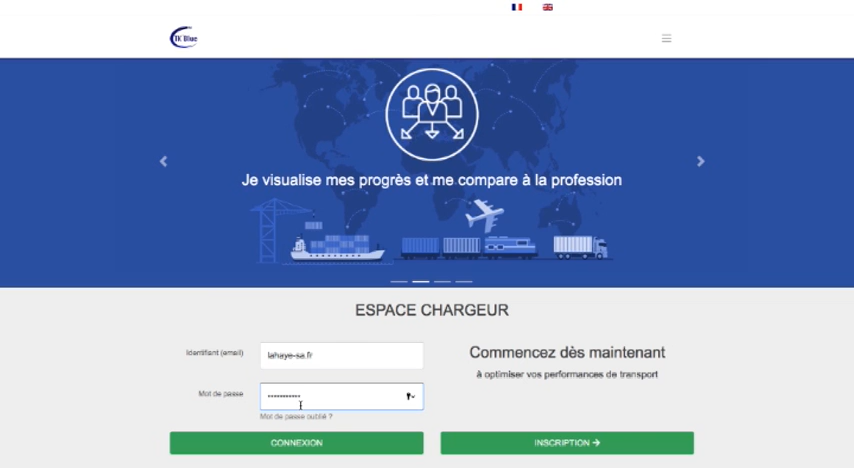 TK Blue
Je visualise mes progrès et me compare à la profession
ESPACE CHARGEUR
Identifiant (email)
lahaye-sa.fr
Commencez dès maintenant
à optimiser vos performances de transport
Mot de passe
•••••••••••
Mot de passe oublié ?
CONNEXION
INSCRIPTION →